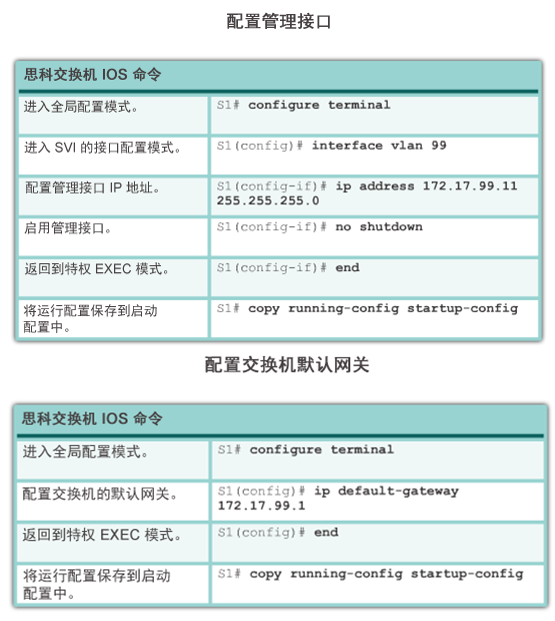 配置管理接口
思科交换机 IOS 命令
进入全局配置模式。
S1# configure terminal
进入 SVI 的接口配置模式。
S1(config)# interface vlan 99
配置管理接口 IP 地址。
S1(config-if)# ip address 172.17.99.11
255.255.255.0
启用管理接口。
S1(config-if)# no shutdown
返回到特权 EXEC 模式。
S1(config-if)# end
将运行配置保存到启动
配置中。
S1# copy running-config startup-config
配置交换机默认网关
思科交换机 IOS 命令
进入全局配置模式。
S1# configure terminal
配置交换机的默认网关。
S1(config)# ip default-gateway
172.17.99.1
返回到特权 EXEC 模式。
S1(config)# end
将运行配置保存到启动
配置中。
S1# copy running-config startup-config